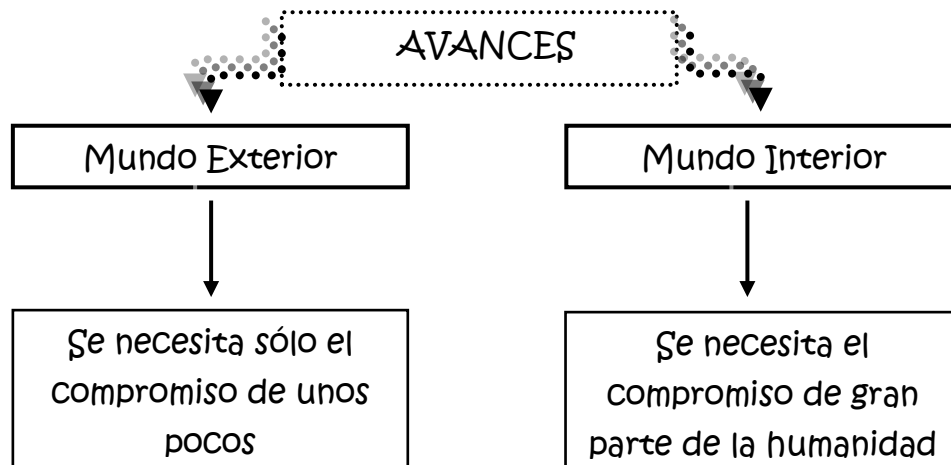 AVANCES
Mundo Exterior
Mundo Interior
Se necesita sólo el
compromiso de unos
pocos
Se necesita el
compromiso de gran
parte de la humanidad